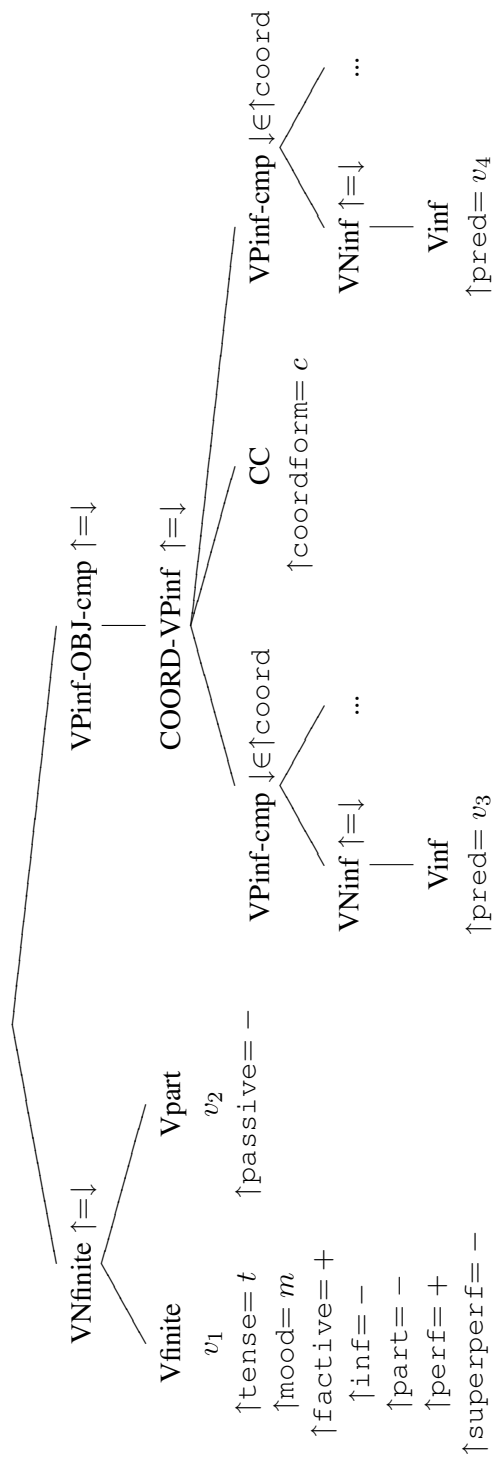 VNfinite ↑=↓
VPinf-OBJ-cmp ↑=↓
Vfinite
Vpart
COORD-VPinf ↑=↓
v₁
v₂
↑tense= t
↑passive= −
VPinf-cmp ↓∈↑coord
CC
VPinf-cmp ↓∈↑coord
↑mood= m
↑coordform= c
↑factive= +
VNinf ↑=↓
...
VNinf ↑=↓
...
↑inf= −
↑part= −
Vinf
Vinf
↑perf= +
↑pred= v₃
↑pred= v₄
↑superperf= −